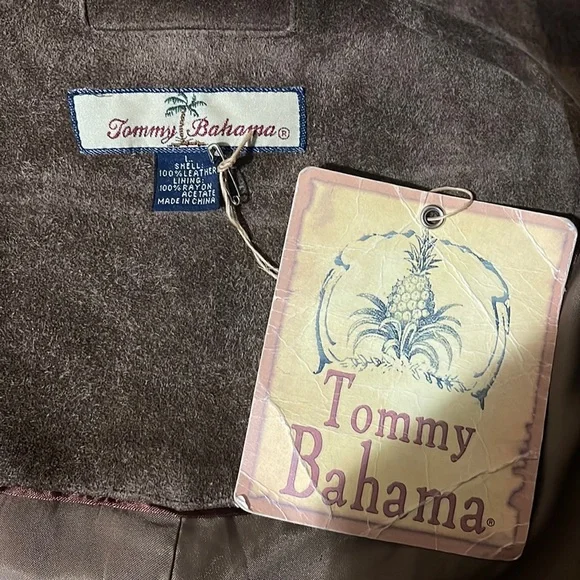 Tommy Bahama®
L
SHELL:
100% LEATHER
LINING:
100% RAYON
ACETATE
MADE IN CHINA
Tommy
Bahama®